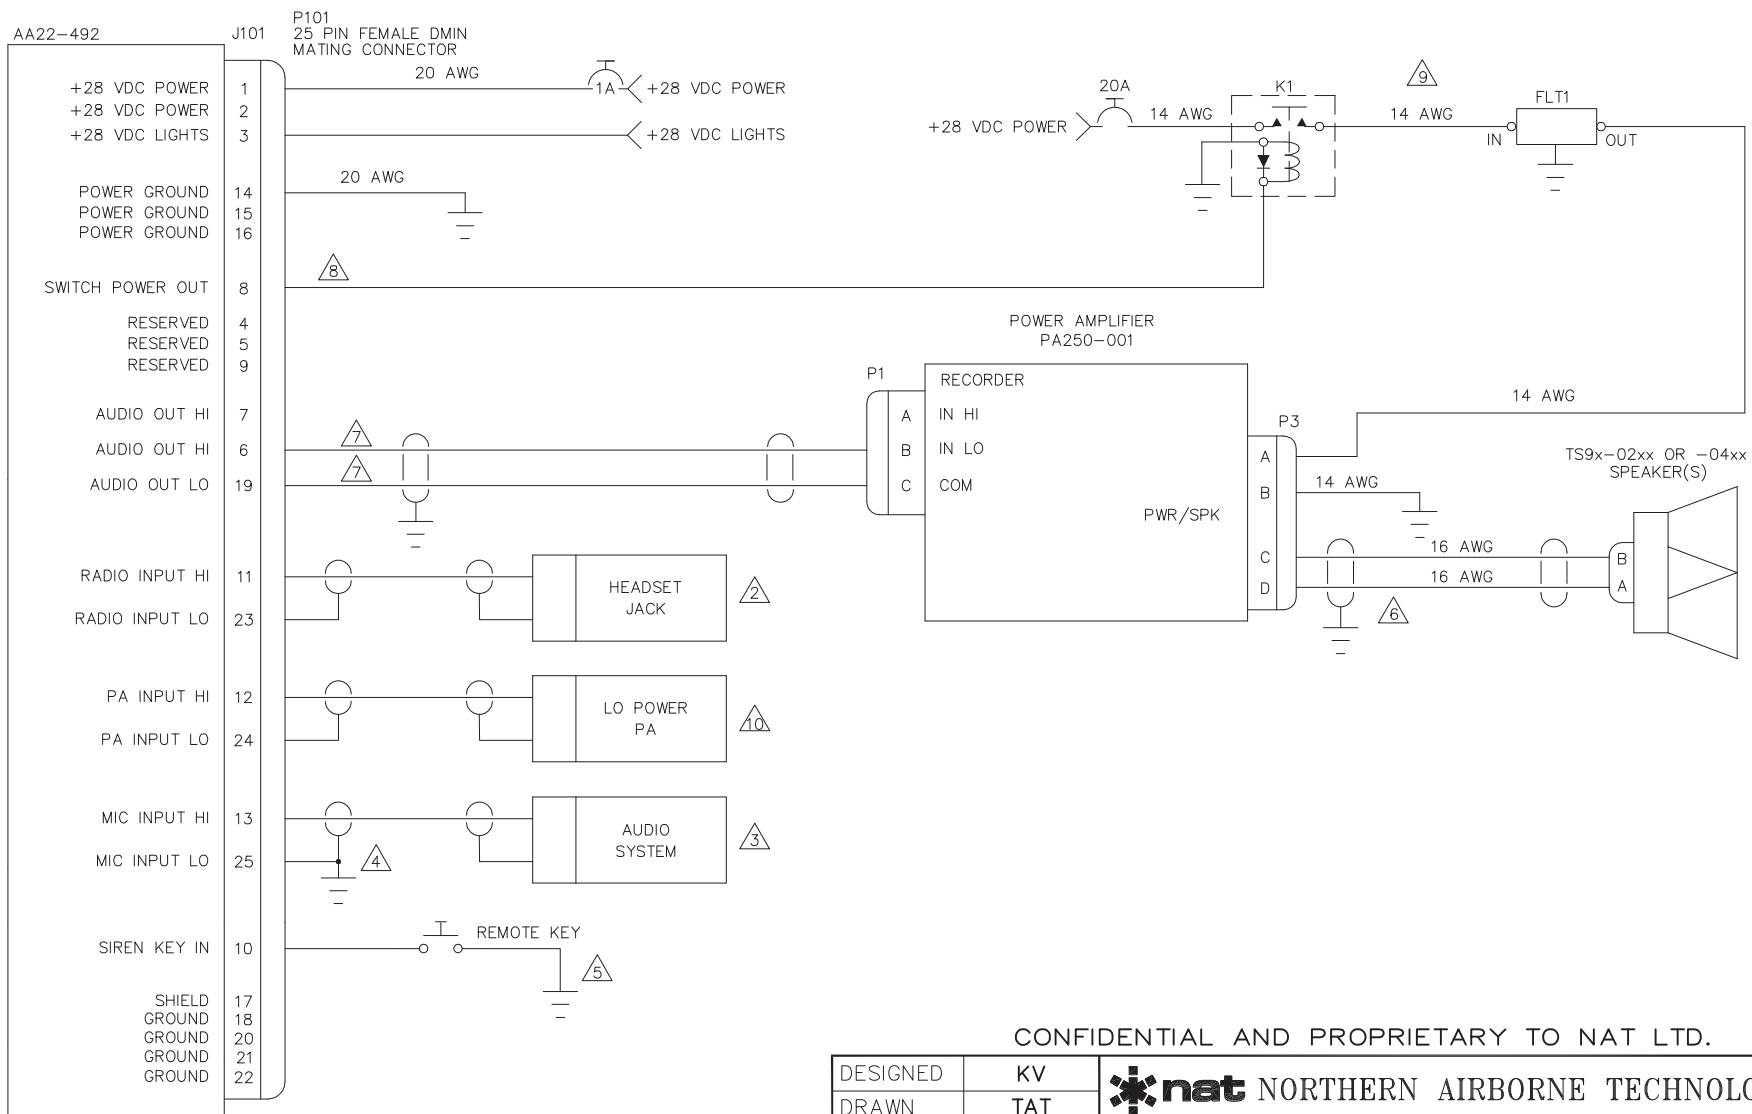 AA22-492
J101
P101
25 PIN FEMALE DMIN
MATING CONNECTOR
+28 VDC POWER 1
+28 VDC POWER 2
+28 VDC LIGHTS 3
POWER GROUND 14
POWER GROUND 15
POWER GROUND 16
SWITCH POWER OUT 8
RESERVED 4
RESERVED 5
RESERVED 9
AUDIO OUT HI 7
AUDIO OUT HI 6
AUDIO OUT LO 19
RADIO INPUT HI 11
RADIO INPUT LO 23
PA INPUT HI 12
PA INPUT LO 24
MIC INPUT HI 13
MIC INPUT LO 25
SIREN KEY IN 10
SHIELD 17
GROUND 18
GROUND 20
GROUND 21
GROUND 22
20 AWG
1A
+28 VDC POWER
+28 VDC LIGHTS
20 AWG
8
7
7
HEADSET
JACK
2
LO POWER
PA
10
AUDIO
SYSTEM
3
4
REMOTE KEY
5
+28 VDC POWER
20A
14 AWG
K1
9
14 AWG
FLT1
IN
OUT
POWER AMPLIFIER
PA250-001
P1
RECORDER
A IN HI
B IN LO
C COM
PWR/SPK
P3
A
B
C
D
14 AWG
14 AWG
16 AWG
16 AWG
6
TS9x-02xx OR -04xx
SPEAKER(S)
B
A
CONFIDENTIAL AND PROPRIETARY TO NAT LTD.
DESIGNED KV
DRAWN TAT
nat NORTHERN AIRBORNE TECHNOLO